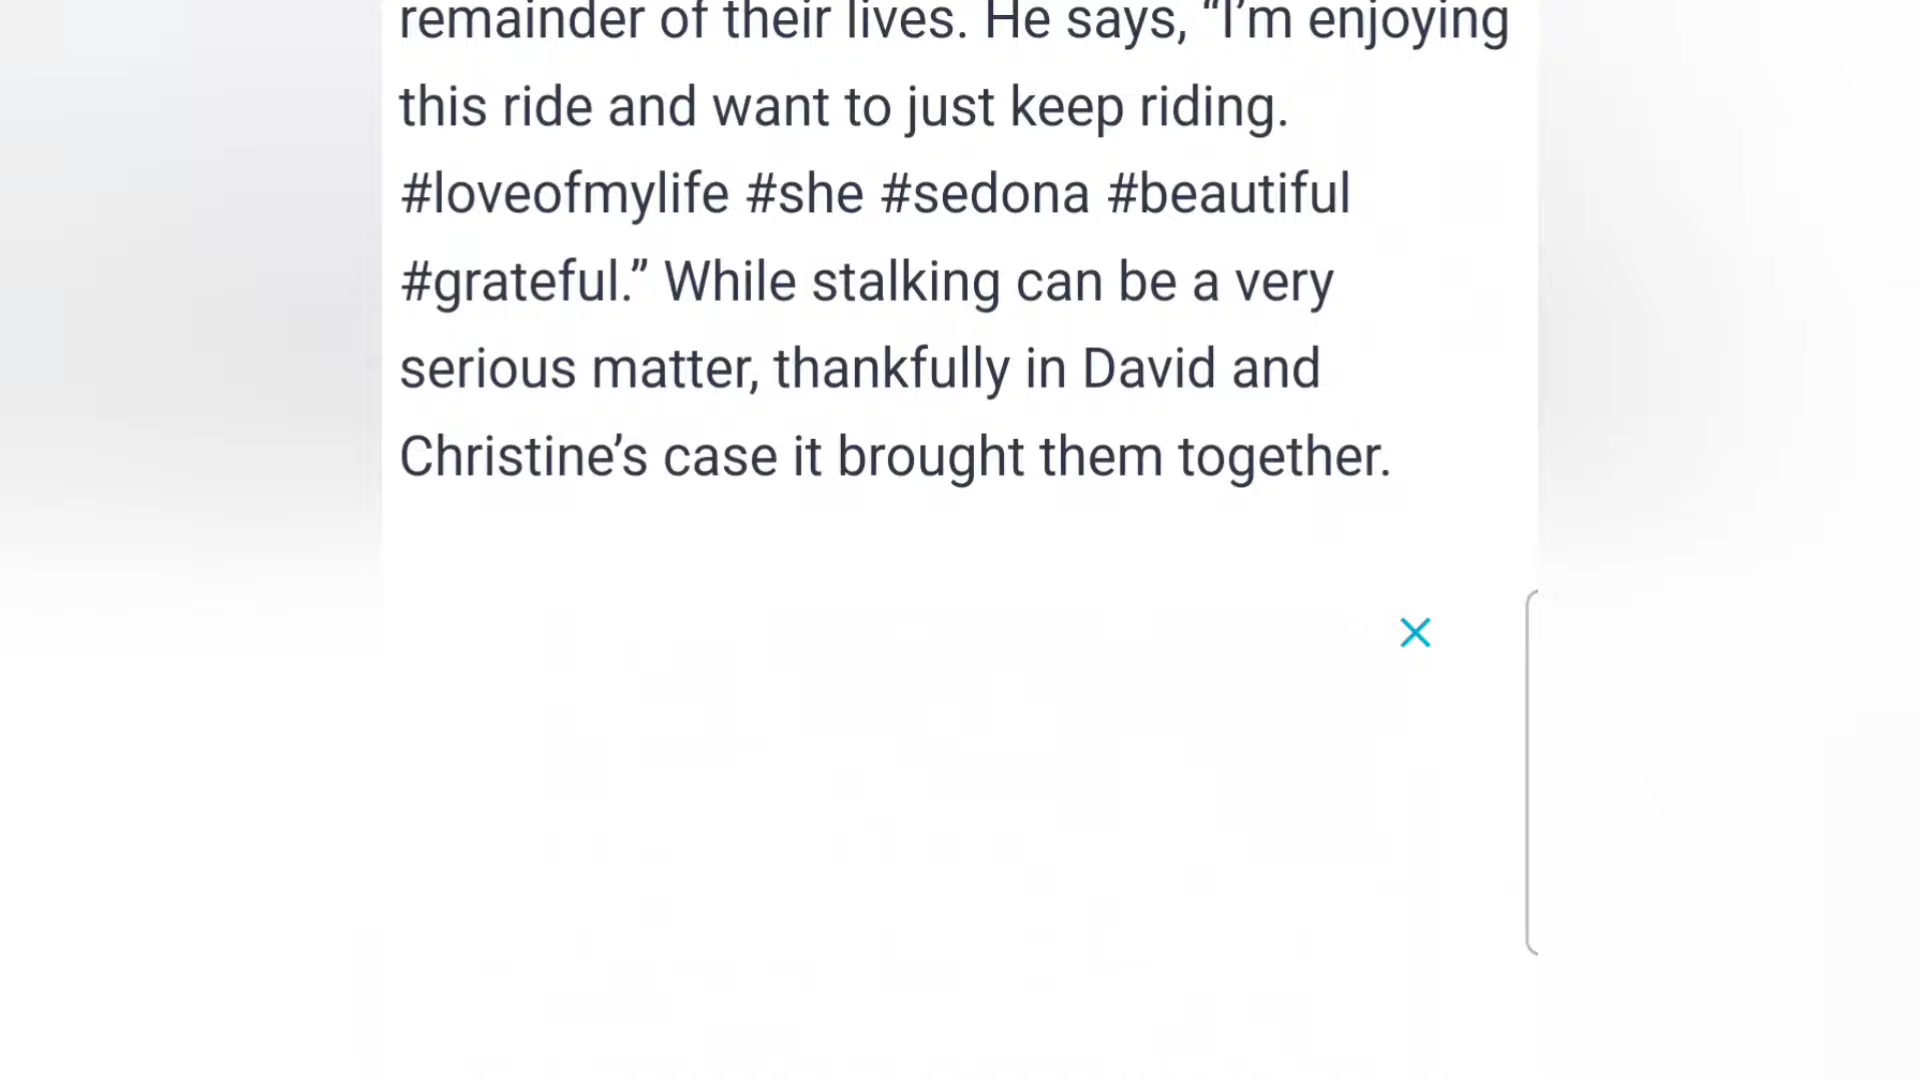 remainder of their lives. He says, “I’m enjoying
this ride and want to just keep riding.
#loveofmylife #she #sedona #beautiful
#grateful.” While stalking can be a very
serious matter, thankfully in David and
Christine’s case it brought them together.